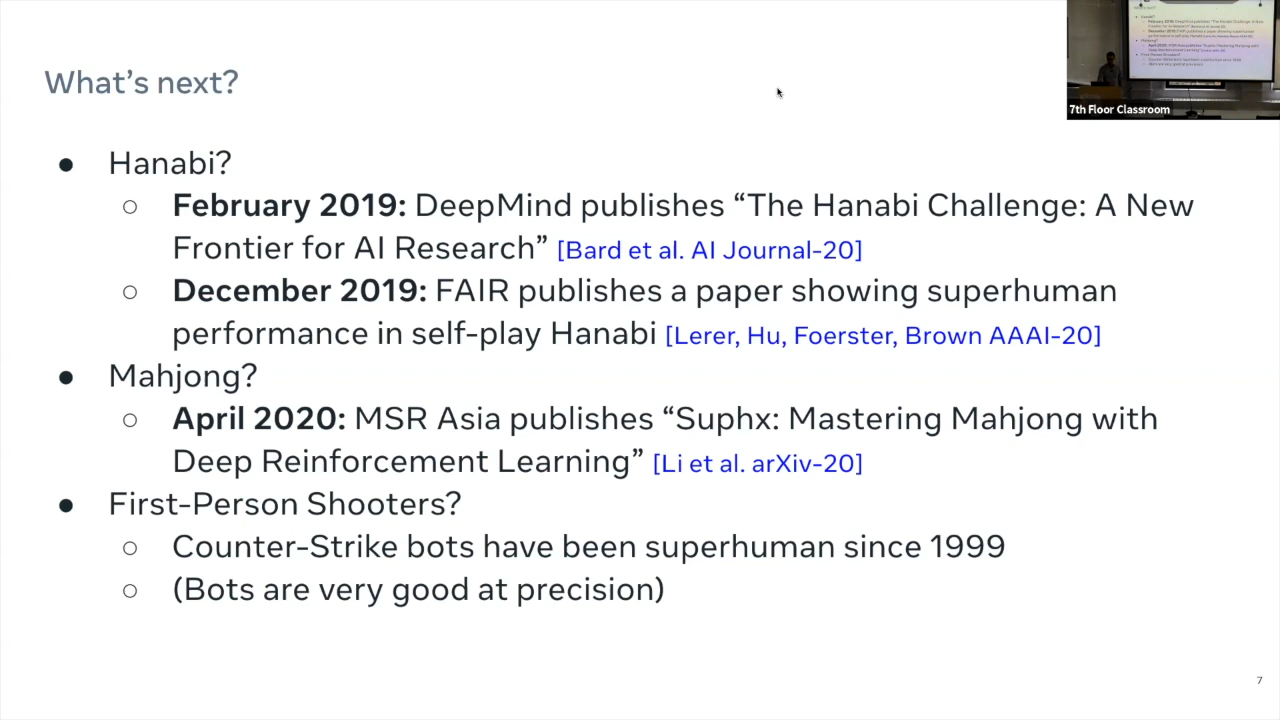 What's next?
7th Floor Classroom
● Hanabi?
○ February 2019: DeepMind publishes “The Hanabi Challenge: A New
Frontier for AI Research” [Bard et al. AI Journal-20]
○ December 2019: FAIR publishes a paper showing superhuman
performance in self-play Hanabi [Lerer, Hu, Foerster, Brown AAAI-20]
● Mahjong?
○ April 2020: MSR Asia publishes “Suphx: Mastering Mahjong with
Deep Reinforcement Learning” [Li et al. arXiv-20]
● First-Person Shooters?
○ Counter-Strike bots have been superhuman since 1999
○ (Bots are very good at precision)
7